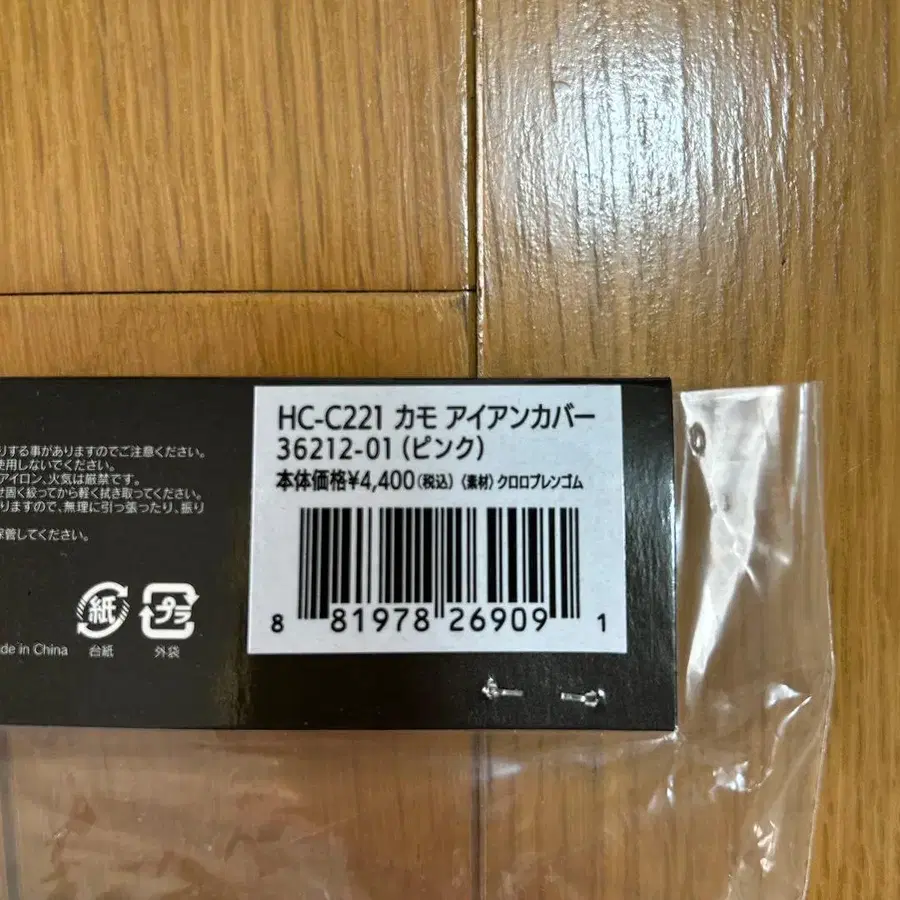 HC-C221 カモ アイアンカバー
36212-01(ピンク)
本体価格¥4,400(税込) 〈素材〉クロロプレンゴム
8 81978 26909 1
りする事がありますのでご注意ください。
使用しないでください。
アイロン、火気は厳禁です。
せ固く絞ってから軽く拭き取ってください。
りますので、無理に引っ張ったり、振り
保管してください。
紙 プラ
de in China 台紙 外袋